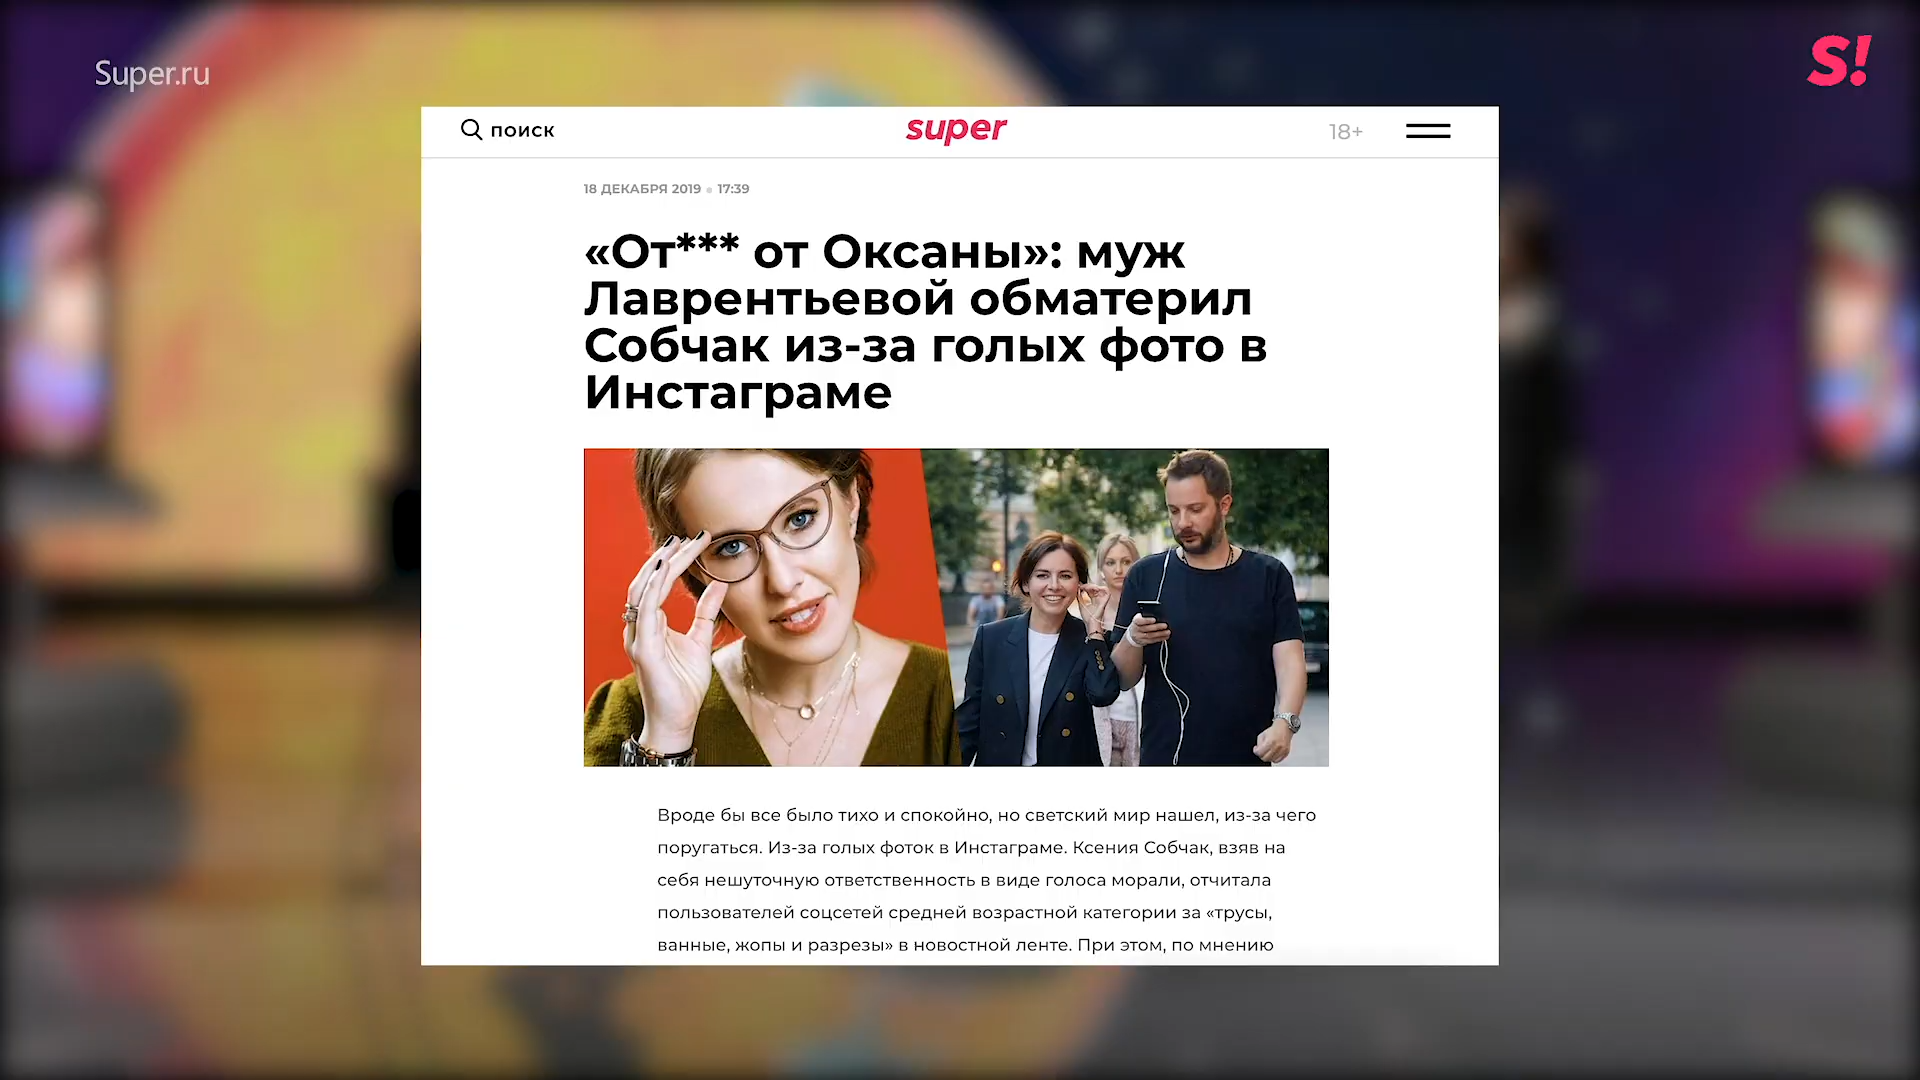 Super.ru
S!
ПОИСК
super
18+
18 ДЕКАБРЯ 2019 • 17:39
«От*** от Оксаны»: муж
Лаврентьевой обматерил
Собчак из-за голых фото в
Инстаграме
Вроде бы все было тихо и спокойно, но светский мир нашел, из-за чего
поругаться. Из-за голых фоток в Инстаграме. Ксения Собчак, взяв на
себя нешуточную ответственность в виде голоса морали, отчитала
пользователей соцсетей средней возрастной категории за «трусы,
ванные, жопы и разрезы» в новостной ленте. При этом, по мнению